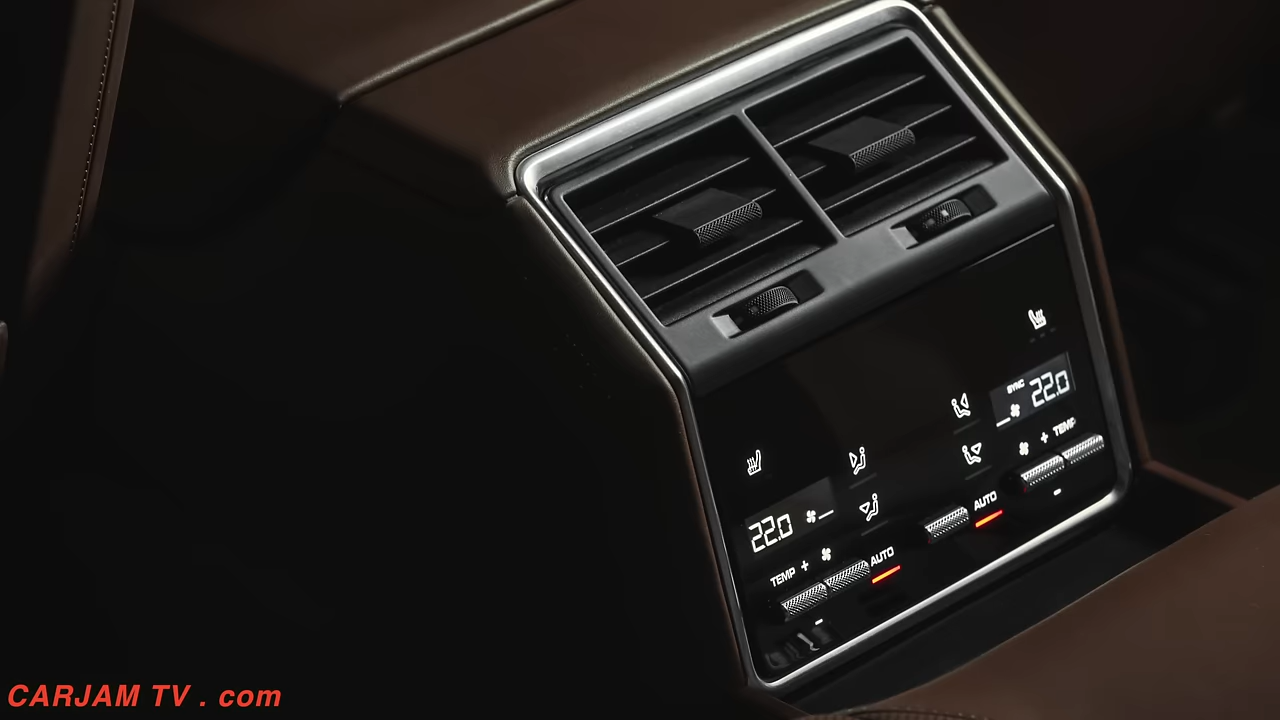 SYNC
22.0
+ TEMP
-
AUTO
22.0
TEMP +
AUTO
-
CARJAM TV . com